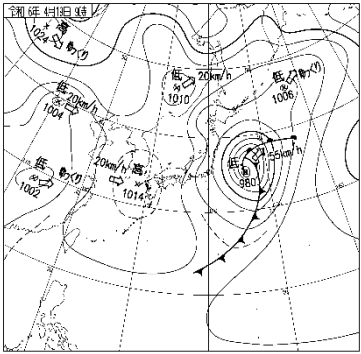 令和 6年 4月13日 9時
高
1024
ゆっくり
低
20km/h
1004
低
20km/h
1010
低
ゆっくり
1006
低
ゆっくり
1002
20km/h
高
1014
低
55km/h
980